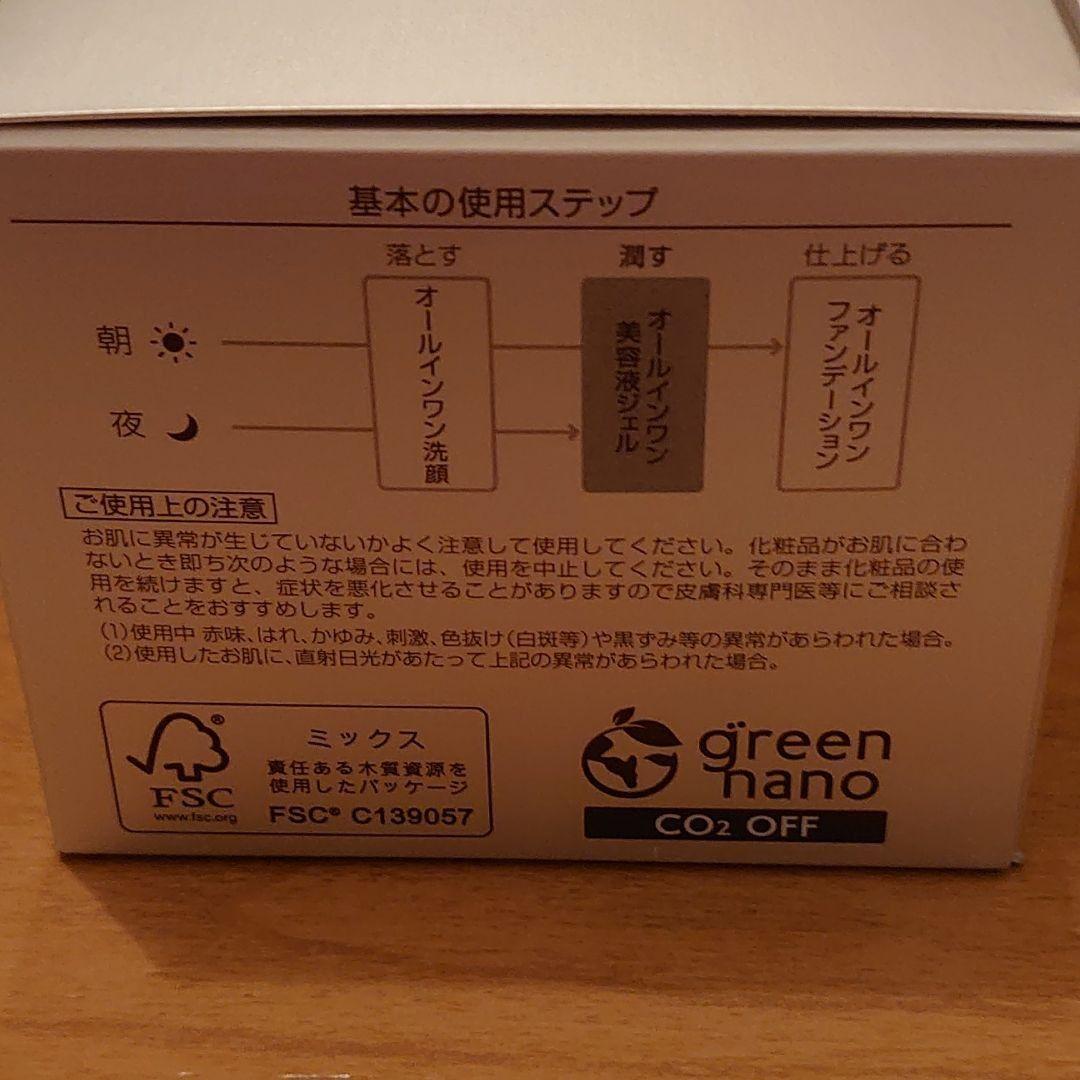 基本の使用ステップ
落とす
潤す
仕上げる
朝
夜
オールインワン洗顔
オールインワン
美容液ジェル
オールインワン
ファンデーション
ご使用上の注意
お肌に異常が生じていないかよく注意して使用してください。化粧品がお肌に合わ
ないとき即ち次のような場合には、使用を中止してください。そのまま化粧品の使
用を続けますと、症状を悪化させることがありますので皮膚科専門医等にご相談さ
れることをおすすめします。
(1)使用中 赤味、はれ、かゆみ、刺激、色抜け(白斑等)や黒ずみ等の異常があらわれた場合。
(2)使用したお肌に、直射日光があたって上記の異常があらわれた場合。
®
FSC
www.fsc.org
ミックス
責任ある木質資源を
使用したパッケージ
FSC® C139057
green
nano
CO2 OFF